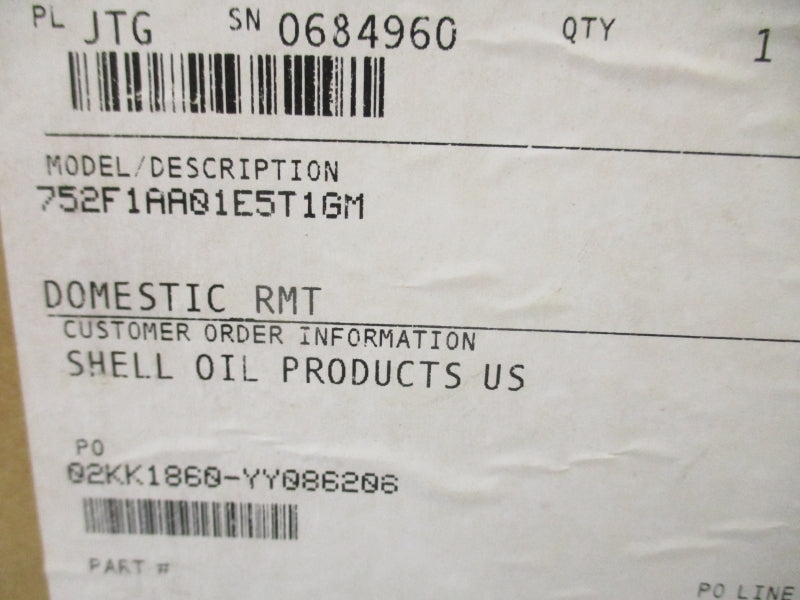 PL JTG SN 0684960 QTY 1
MODEL/DESCRIPTION
752F1AA01E5T1GM
DOMESTIC RMT
CUSTOMER ORDER INFORMATION
SHELL OIL PRODUCTS US
PO
02KK1860-YY086206
PART #
PO LINE